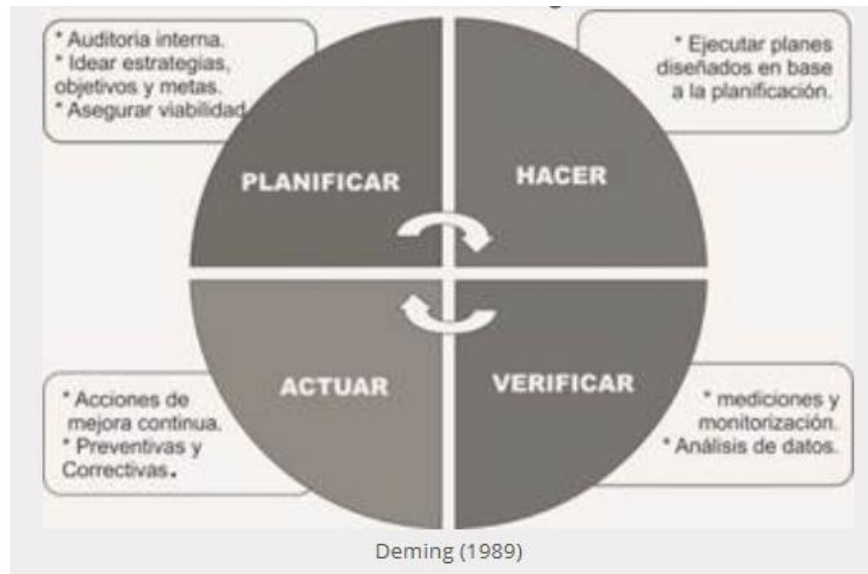 * Auditoria interna.
* Idear estrategias,
objetivos y metas.
* Asegurar viabilidad
* Ejecutar planes
diseñados en base
a la planificación.
PLANIFICAR
HACER
ACTUAR
VERIFICAR
* Acciones de
mejora continua.
* Preventivas y
Correctivas.
* mediciones y
monitorización.
* Análisis de datos.
Deming (1989)